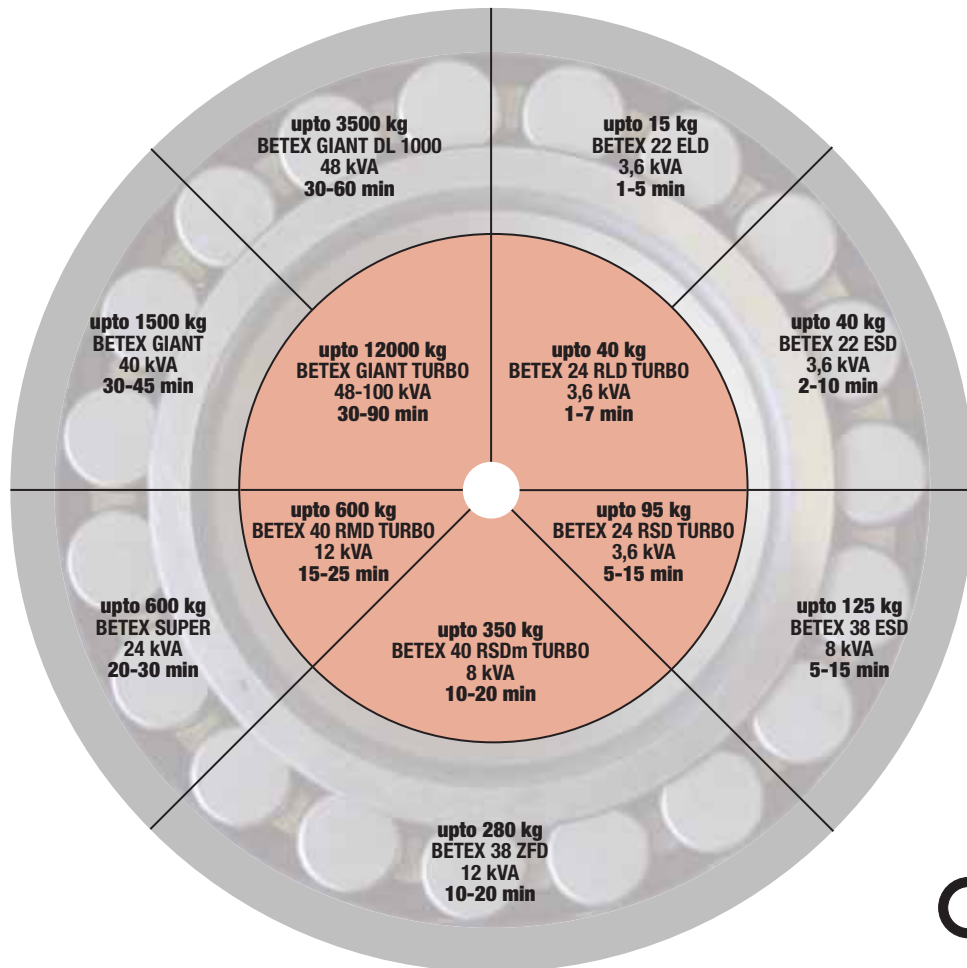 upto 3500 kg
BETEX GIANT DL 1000
48 kVA
30-60 min
upto 15 kg
BETEX 22 ELD
3,6 kVA
1-5 min
upto 1500 kg
BETEX GIANT
40 kVA
30-45 min
upto 12000 kg
BETEX GIANT TURBO
48-100 kVA
30-90 min
upto 40 kg
BETEX 24 RLD TURBO
3,6 kVA
1-7 min
upto 40 kg
BETEX 22 ESD
3,6 kVA
2-10 min
upto 600 kg
BETEX 40 RMD TURBO
12 kVA
15-25 min
upto 95 kg
BETEX 24 RSD TURBO
3,6 kVA
5-15 min
upto 600 kg
BETEX SUPER
24 kVA
20-30 min
upto 350 kg
BETEX 40 RSDm TURBO
8 kVA
10-20 min
upto 125 kg
BETEX 38 ESD
8 kVA
5-15 min
upto 280 kg
BETEX 38 ZFD
12 kVA
10-20 min